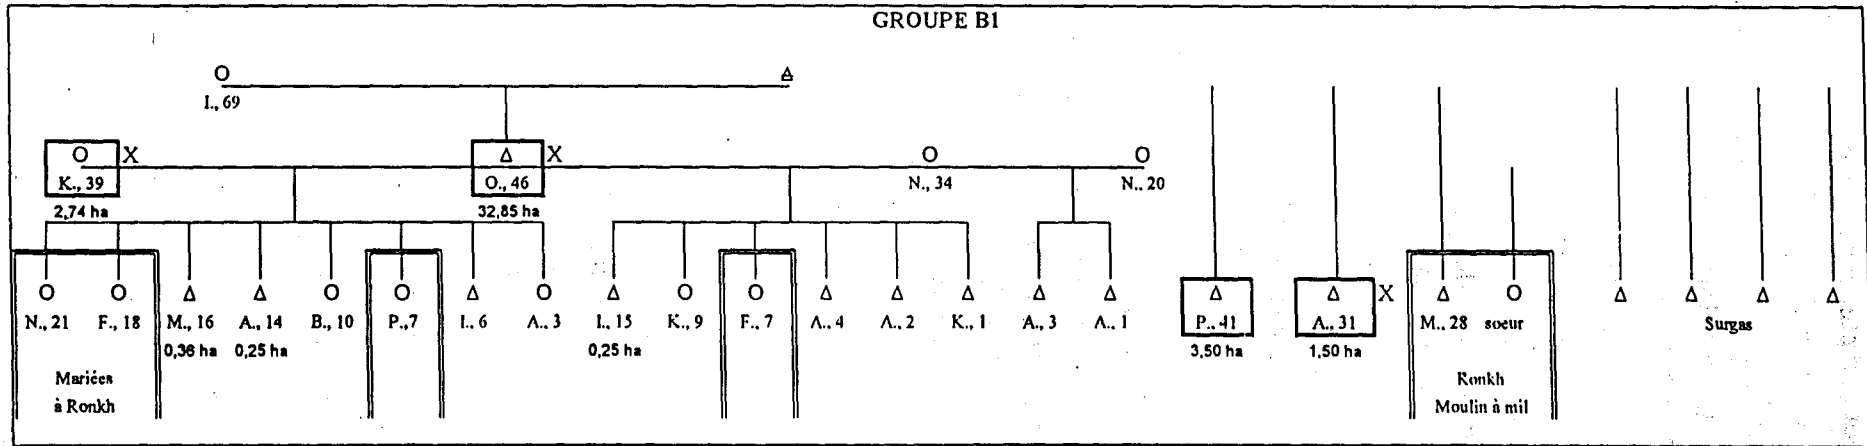 GROUPE B1
I., 69
X X
K., 39 O., 46 N., 34 N.. 20
2,74 ha 32,85 ha
X
N., 21 F., 18 M., 16 A., 14 B., 10 P.,7 I., 6 A.. 3 I., 15 K., 9 F., 7 A.. 4 A.. 2 K., 1 A., 3 A.. 1 P., 41 A., 31 M., 28 soeur Surgas
0,36 ha 0,25 ha 0,25 ha 3,50 ha 1,50 ha
Mariées Ronkh
à Ronkh Moulin à mil